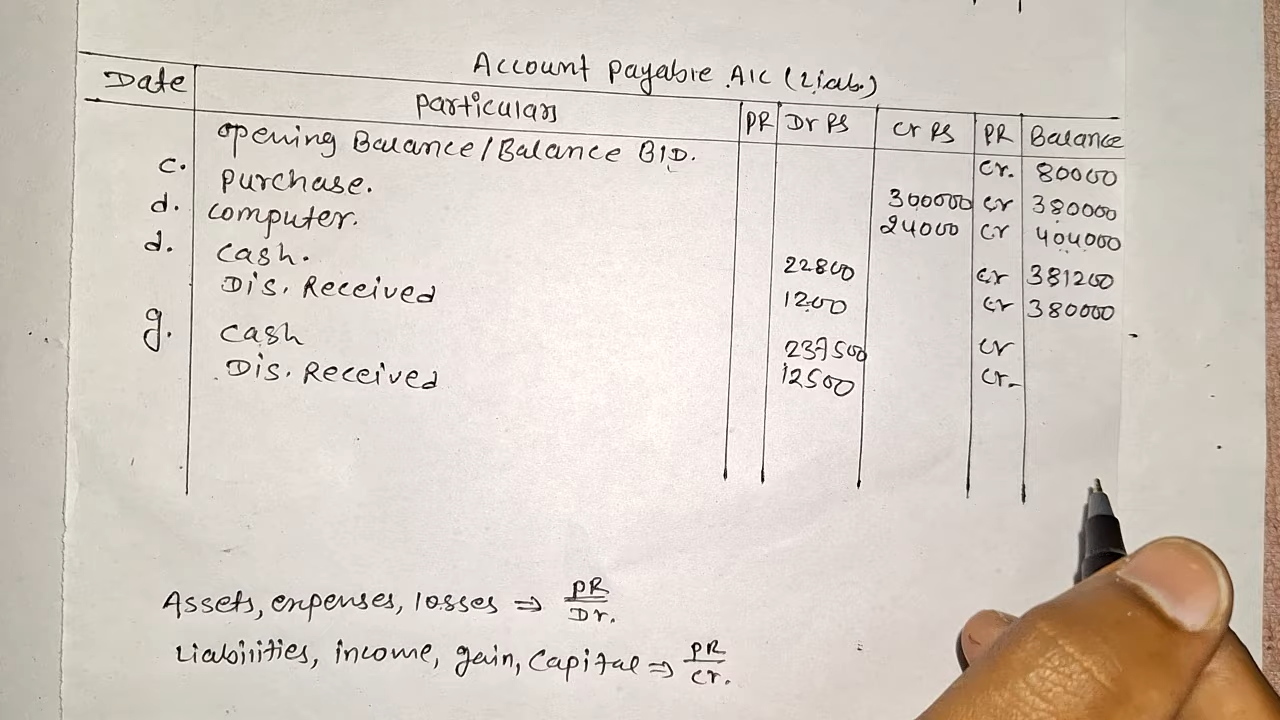 Account Payable A/C (Liab.)
Date Particulars PR Dr Rs Cr Rs PR Balance
Opening Balance/Balance B/D. Cr. 80000
c. Purchase. 300000 Cr 380000
d. Computer. 24000 Cr 404000
d. Cash. 22800 Cr 381200
Dis. Received 1200 Cr 380000
g. Cash 237500 Cr
Dis. Received 12500 Cr.
Assets, expenses, losses ⇒ PR/Dr.
Liabilities, income, gain, Capital ⇒ PR/Cr.